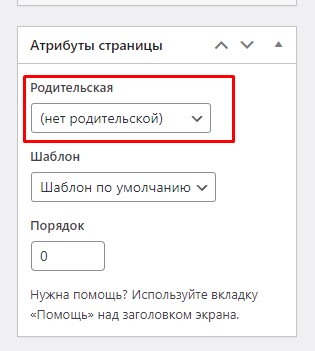 Атрибуты страницы
Родительская
(нет родительской)
Шаблон
Шаблон по умолчанию
Порядок
0
Нужна помощь? Используйте вкладку
«Помощь» над заголовком экрана.